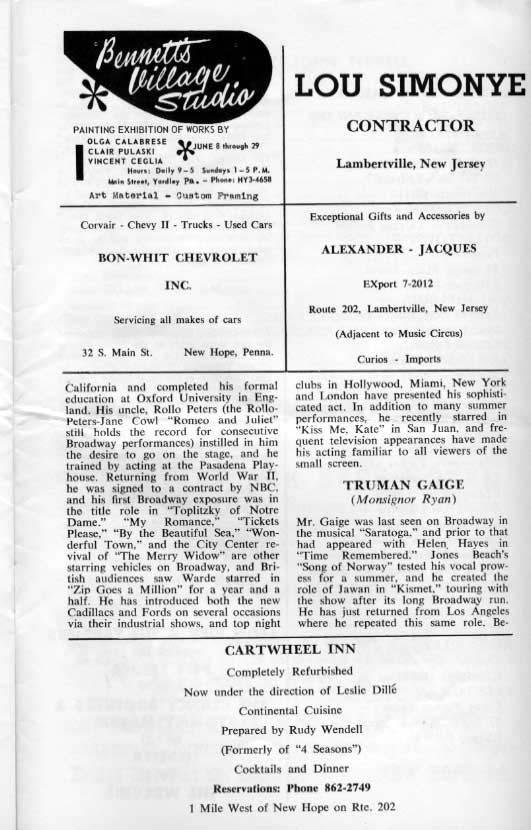 Bennett's
Village
Studio
PAINTING EXHIBITION OF WORKS BY
OLGA CALABRESE
CLAIR PULASKI
VINCENT CEGLIA
JUNE 8 through 29
Hours: Daily 9-5 Sundays 1-5 P.M.
Main Street, Yardley Pa. - Phone: HY3-4658
Art Material - Custom Framing
LOU SIMONYE
CONTRACTOR
Lambertville, New Jersey
Corvair - Chevy II - Trucks - Used Cars
BON-WHIT CHEVROLET
INC.
Servicing all makes of cars
32 S. Main St. New Hope, Penna.
Exceptional Gifts and Accessories by
ALEXANDER - JACQUES
EXport 7-2012
Route 202, Lambertville, New Jersey
(Adjacent to Music Circus)
Curios - Imports
California and completed his formal
education at Oxford University in Eng-
land. His uncle, Rollo Peters (the Rollo-
Peters-Jane Cowl "Romeo and Juliet"
still holds the record for consecutive
Broadway performances) instilled in him
the desire to go on the stage, and he
trained by acting at the Pasadena Play-
house. Returning from World War II,
he was signed to a contract by NBC,
and his first Broadway exposure was in
the title role in "Toplitzky of Notre
Dame." "My Romance," "Tickets
Please," "By the Beautiful Sea," "Won-
derful Town," and the City Center re-
vival of "The Merry Widow" are other
starring vehicles on Broadway, and Bri-
tish audiences saw Warde starred in
"Zip Goes a Million" for a year and a
half. He has introduced both the new
Cadillacs and Fords on several occasions
via their industrial shows, and top night
clubs in Hollywood, Miami, New York
and London have presented his sophisti-
cated act. In addition to many summer
performances, he recently starred in
"Kiss Me, Kate" in San Juan, and fre-
quent television appearances have made
his acting familiar to all viewers of the
small screen.
TRUMAN GAIGE
(Monsignor Ryan)
Mr. Gaige was last seen on Broadway in
the musical "Saratoga," and prior to that
had appeared with Helen Hayes in
"Time Remembered." Jones Beach's
"Song of Norway" tested his vocal prow-
ess for a summer, and he created the
role of Jawan in "Kismet," touring with
the show after its long Broadway run.
He has just returned from Los Angeles
where he repeated this same role. Be-
CARTWHEEL INN
Completely Refurbished
Now under the direction of Leslie Dillé
Continental Cuisine
Prepared by Rudy Wendell
(Formerly of "4 Seasons")
Cocktails and Dinner
Reservations: Phone 862-2749
1 Mile West of New Hope on Rte. 202